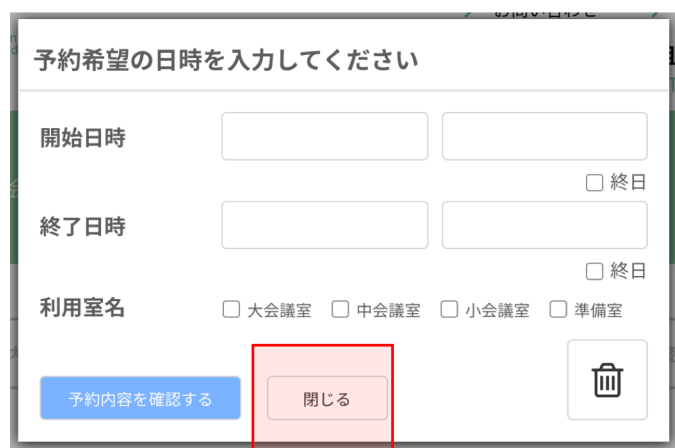 予約希望の日時を入力してください
開始日時
終日
終了日時
終日
利用室名 大会議室 中会議室 小会議室 準備室
予約内容を確認する 閉じる